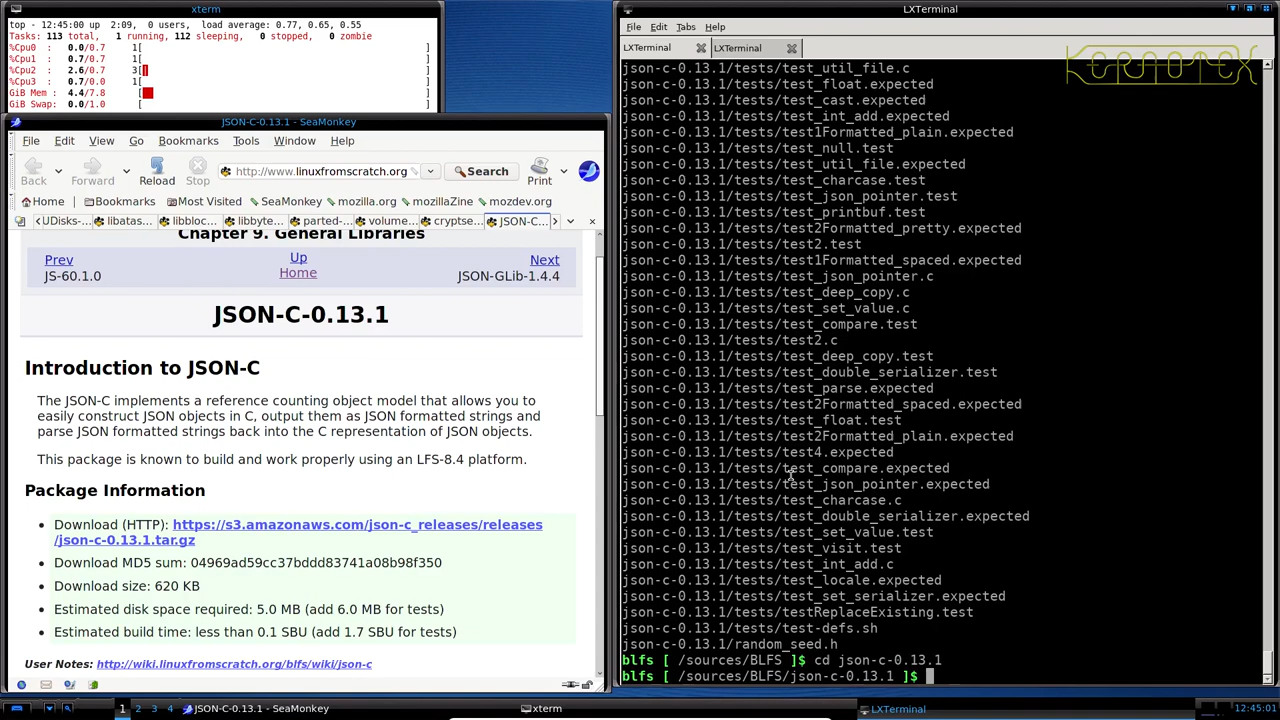 xterm
top - 12:45:00 up  2:09,  0 users,  load average: 0.77, 0.65, 0.55
Tasks: 113 total,   1 running, 112 sleeping,   0 stopped,   0 zombie
%Cpu0  :   0.0/0.7     1[                    ]
%Cpu1  :   0.7/0.7     1[                    ]
%Cpu2  :   2.6/0.7     3[|                   ]
%Cpu3  :   0.7/0.0     1[                    ]
GiB Mem :  4.4/7.8      [                    ]
GiB Swap:  0.0/1.0      [                    ]
JSON-C-0.13.1 - SeaMonkey
File Edit View Go Bookmarks Tools Window Help
Back Forward Reload Stop http://www.linuxfromscratch.org Search Print
Home Bookmarks Most Visited SeaMonkey mozilla.org mozillaZine mozdev.org
UDisks-... libatas... libbloc... libbyte... parted-... volume... cryptse... JSON-C...
Chapter 9. General Libraries
Prev Up Next
JS-60.1.0 Home JSON-GLib-1.4.4
JSON-C-0.13.1
Introduction to JSON-C
The JSON-C implements a reference counting object model that allows you to
easily construct JSON objects in C, output them as JSON formatted strings and
parse JSON formatted strings back into the C representation of JSON objects.
This package is known to build and work properly using an LFS-8.4 platform.
Package Information
• Download (HTTP): https://s3.amazonaws.com/json-c_releases/releases
/json-c-0.13.1.tar.gz
• Download MD5 sum: 04969ad59cc37bddd83741a08b98f350
• Download size: 620 KB
• Estimated disk space required: 5.0 MB (add 6.0 MB for tests)
• Estimated build time: less than 0.1 SBU (add 1.7 SBU for tests)
User Notes: http://wiki.linuxfromscratch.org/blfs/wiki/json-c
LXTerminal
File Edit Tabs Help
LXTerminal LXTerminal
KERNOTEX
json-c-0.13.1/tests/test_util_file.c
json-c-0.13.1/tests/test_float.expected
json-c-0.13.1/tests/test_cast.expected
json-c-0.13.1/tests/test_int_add.expected
json-c-0.13.1/tests/test1Formatted_plain.expected
json-c-0.13.1/tests/test_null.test
json-c-0.13.1/tests/test_util_file.expected
json-c-0.13.1/tests/test_charcase.test
json-c-0.13.1/tests/test_json_pointer.test
json-c-0.13.1/tests/test_printbuf.test
json-c-0.13.1/tests/test2Formatted_pretty.expected
json-c-0.13.1/tests/test2.test
json-c-0.13.1/tests/test1Formatted_spaced.expected
json-c-0.13.1/tests/test_json_pointer.c
json-c-0.13.1/tests/test_deep_copy.c
json-c-0.13.1/tests/test_set_value.c
json-c-0.13.1/tests/test_compare.test
json-c-0.13.1/tests/test2.c
json-c-0.13.1/tests/test_deep_copy.test
json-c-0.13.1/tests/test_double_serializer.test
json-c-0.13.1/tests/test_parse.expected
json-c-0.13.1/tests/test2Formatted_spaced.expected
json-c-0.13.1/tests/test_float.test
json-c-0.13.1/tests/test2Formatted_plain.expected
json-c-0.13.1/tests/test4.expected
json-c-0.13.1/tests/test_compare.expected
json-c-0.13.1/tests/test_json_pointer.expected
json-c-0.13.1/tests/test_charcase.c
json-c-0.13.1/tests/test_double_serializer.expected
json-c-0.13.1/tests/test_set_value.test
json-c-0.13.1/tests/test_visit.test
json-c-0.13.1/tests/test_int_add.c
json-c-0.13.1/tests/test_locale.expected
json-c-0.13.1/tests/test_set_serializer.expected
json-c-0.13.1/tests/testReplaceExisting.test
json-c-0.13.1/tests/test-defs.sh
json-c-0.13.1/random_seed.h
blfs [ /sources/BLFS ]$ cd json-c-0.13.1
blfs [ /sources/BLFS/json-c-0.13.1 ]$
1 2 3 4 JSON-C-0.13.1 - SeaMonkey xterm LXTerminal 12:45:01